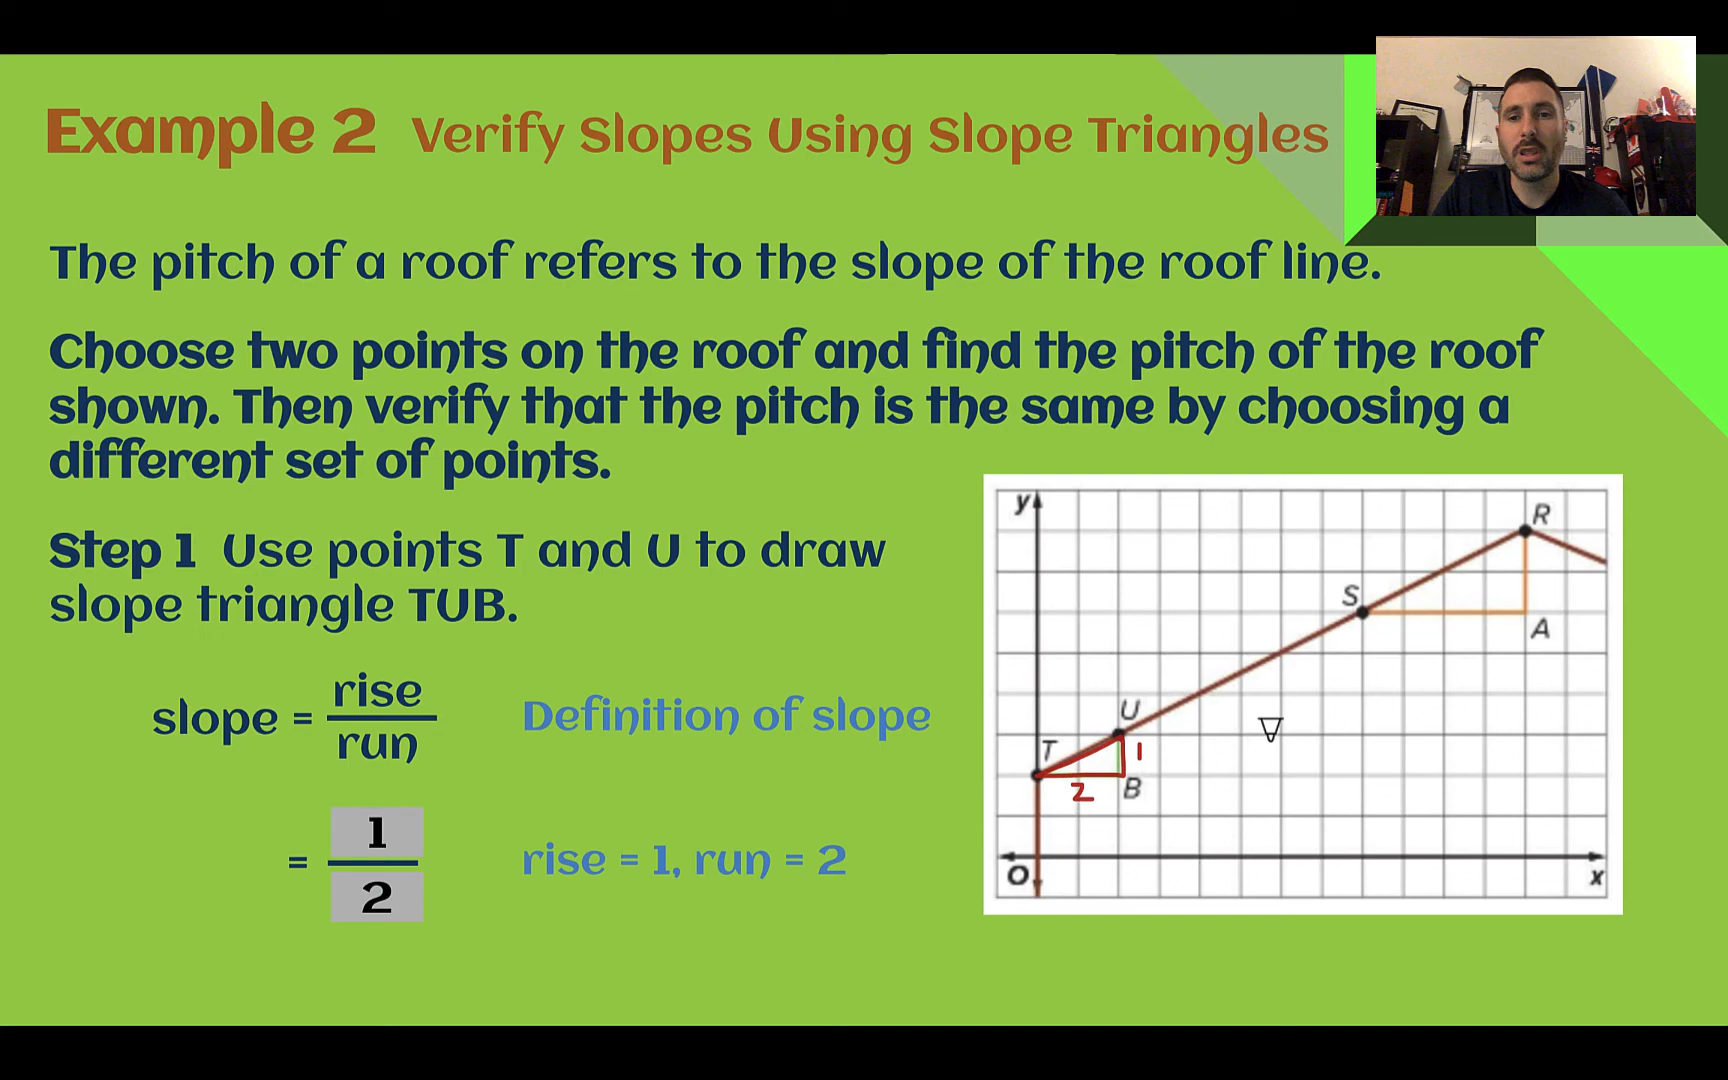 Example 2 Verify Slopes Using Slope Triangles
The pitch of a roof refers to the slope of the roof line.
Choose two points on the roof and find the pitch of the roof
shown. Then verify that the pitch is the same by choosing a
different set of points.
Step 1 Use points T and U to draw
slope triangle TUB.
slope = rise/run Definition of slope
= 1/2 rise = 1, run = 2
y
R
S
A
U
T
1
2
B
O
x